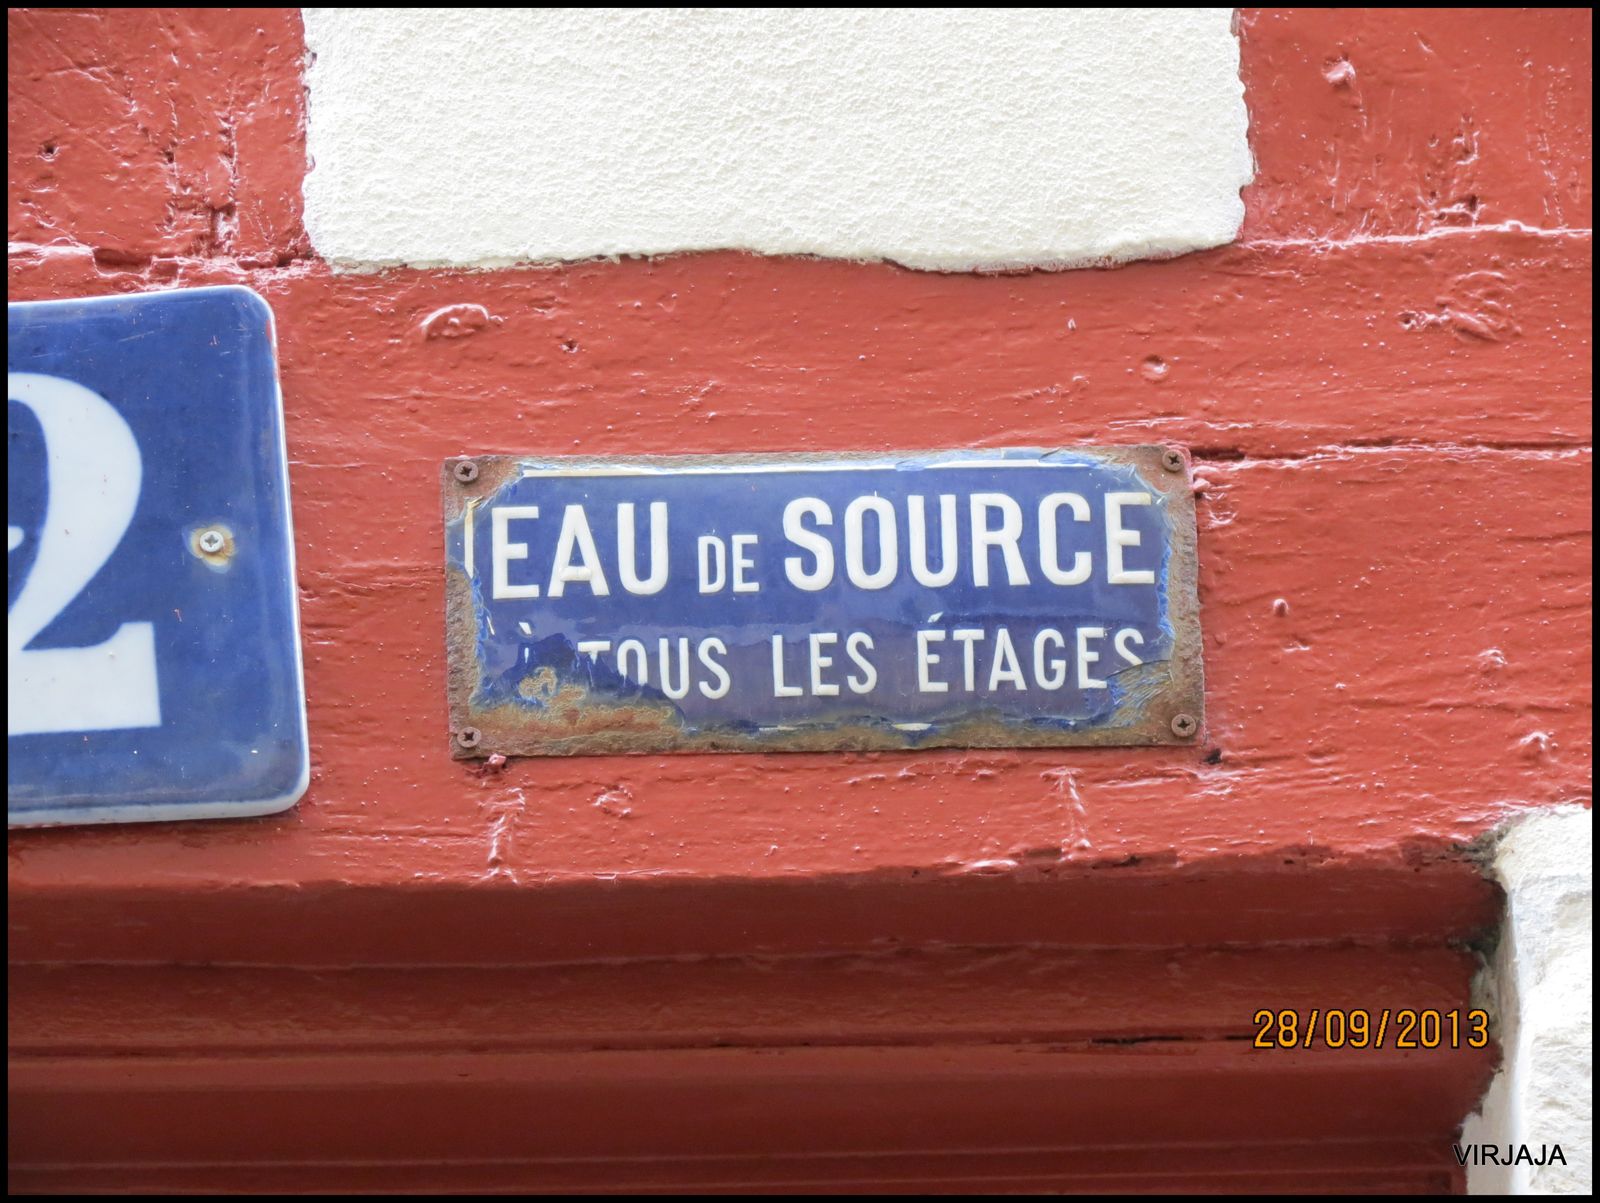 2
EAU DE SOURCE
À TOUS LES ÉTAGES
28/09/2013
VIRJAJA